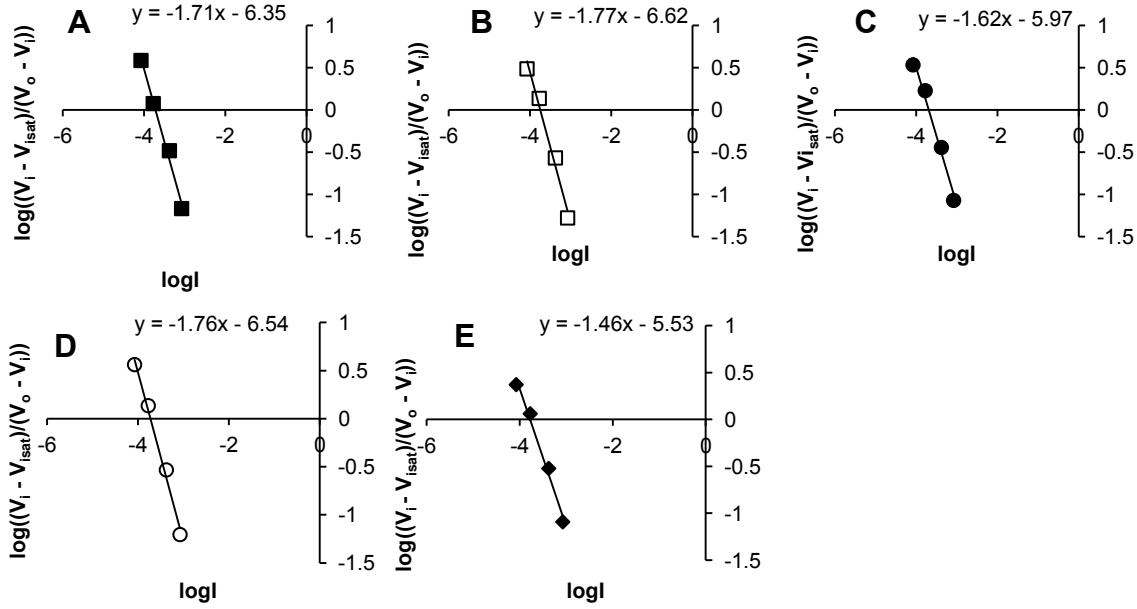 A
y = -1.71x - 6.35
log((Vi - Visat)/(Vo - Vi))
1
0.5
0
-0.5
-1
-1.5
-6
-4
-2
0
logI
B
y = -1.77x - 6.62
log((Vi - Visat)/(Vo - Vi))
1
0.5
0
-0.5
-1
-1.5
-6
-4
-2
0
logI
C
y = -1.62x - 5.97
log((Vi - Visat)/(Vo - Vi))
1
0.5
0
-0.5
-1
-1.5
-6
-4
-2
0
logI
D
y = -1.76x - 6.54
log((Vi - Visat)/(Vo - Vi))
1
0.5
0
-0.5
-1
-1.5
-6
-4
-2
0
logI
E
y = -1.46x - 5.53
log((Vi - Visat)/(Vo - Vi))
1
0.5
0
-0.5
-1
-1.5
-6
-4
-2
0
logI